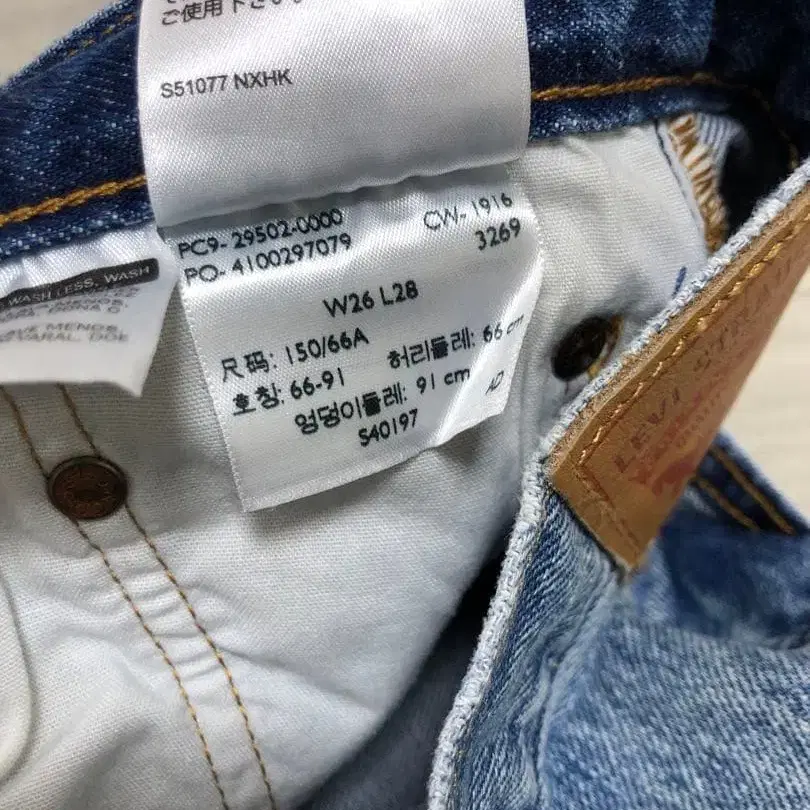 ご使用下さい
S51077 NXHK
PC9- 29502-0000 CW- 1916
PO- 4100297079 3269
W26 L28
尺码: 150/66A 허리둘레: 66 cm
호칭: 66-91
엉덩이둘레: 91 cm
S40197
WASH LESS, WASH
LEVI STRAU